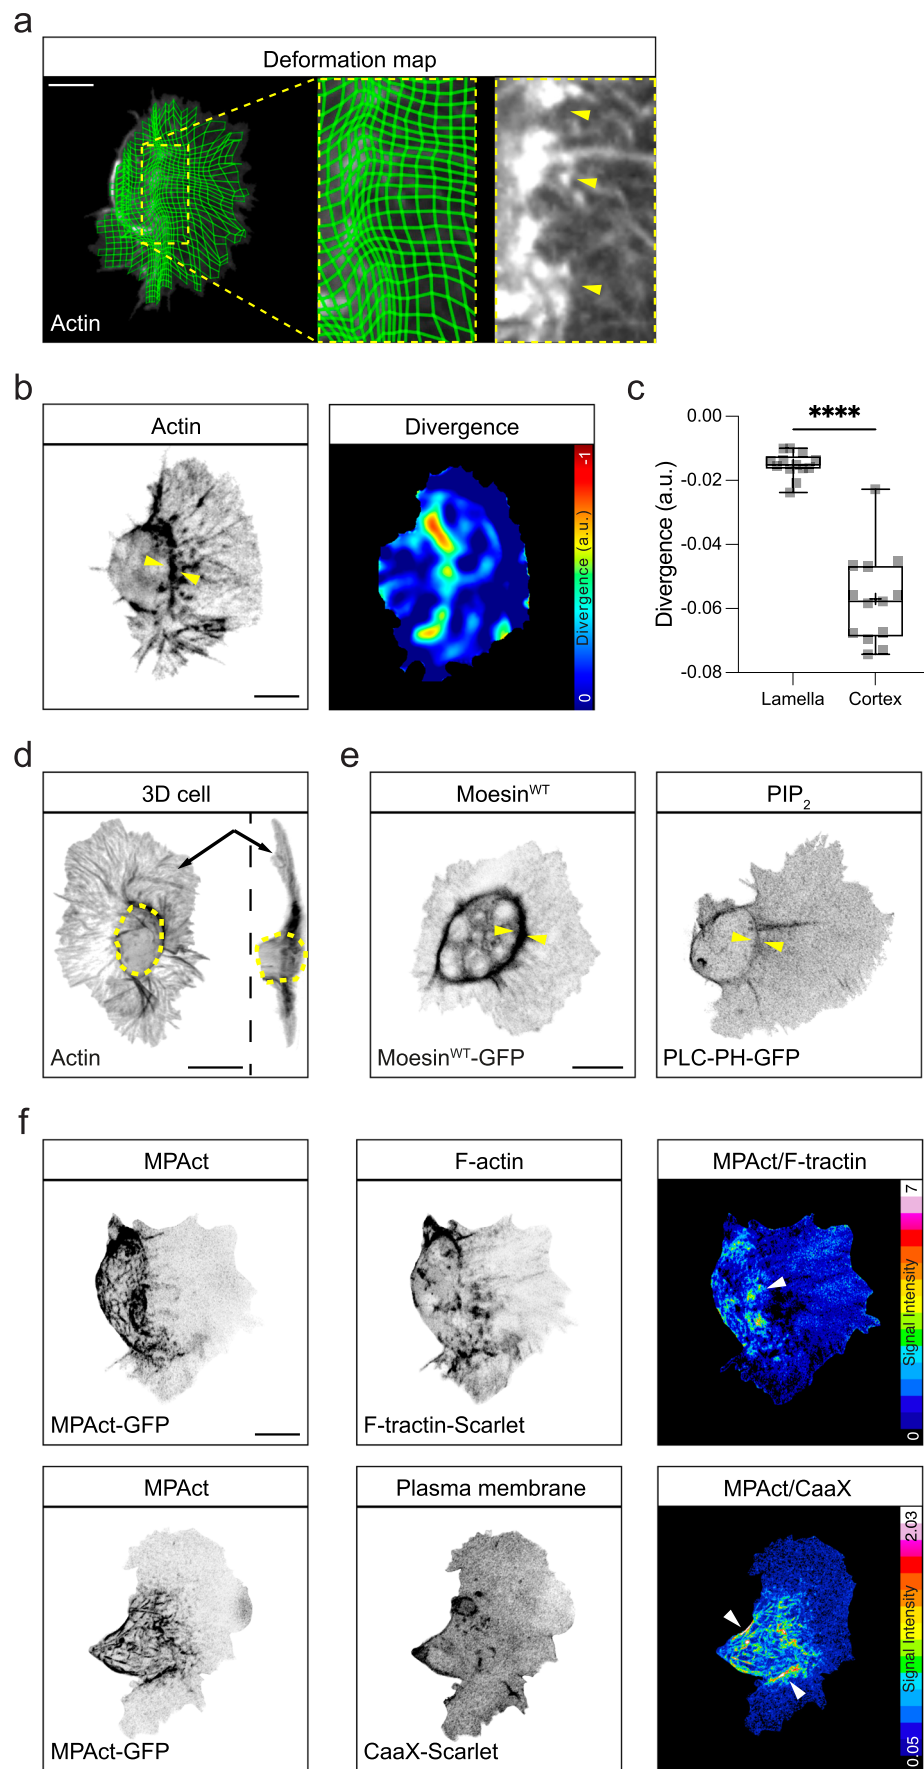 a
Deformation map
Actin
b
Actin
Divergence
-1
Divergence (a.u.)
0
c
****
0.00
-0.02
-0.04
-0.06
-0.08
Divergence (a.u.)
Lamella
Cortex
d
3D cell
Actin
e
Moesinᵂᵀ
PIP₂
Moesinᵂᵀ-GFP
PLC-PH-GFP
f
MPAct
F-actin
MPAct/F-tractin
MPAct-GFP
F-tractin-Scarlet
7
Signal Intensity
0
MPAct
Plasma membrane
MPAct/CaaX
MPAct-GFP
CaaX-Scarlet
2.03
Signal Intensity
0.05